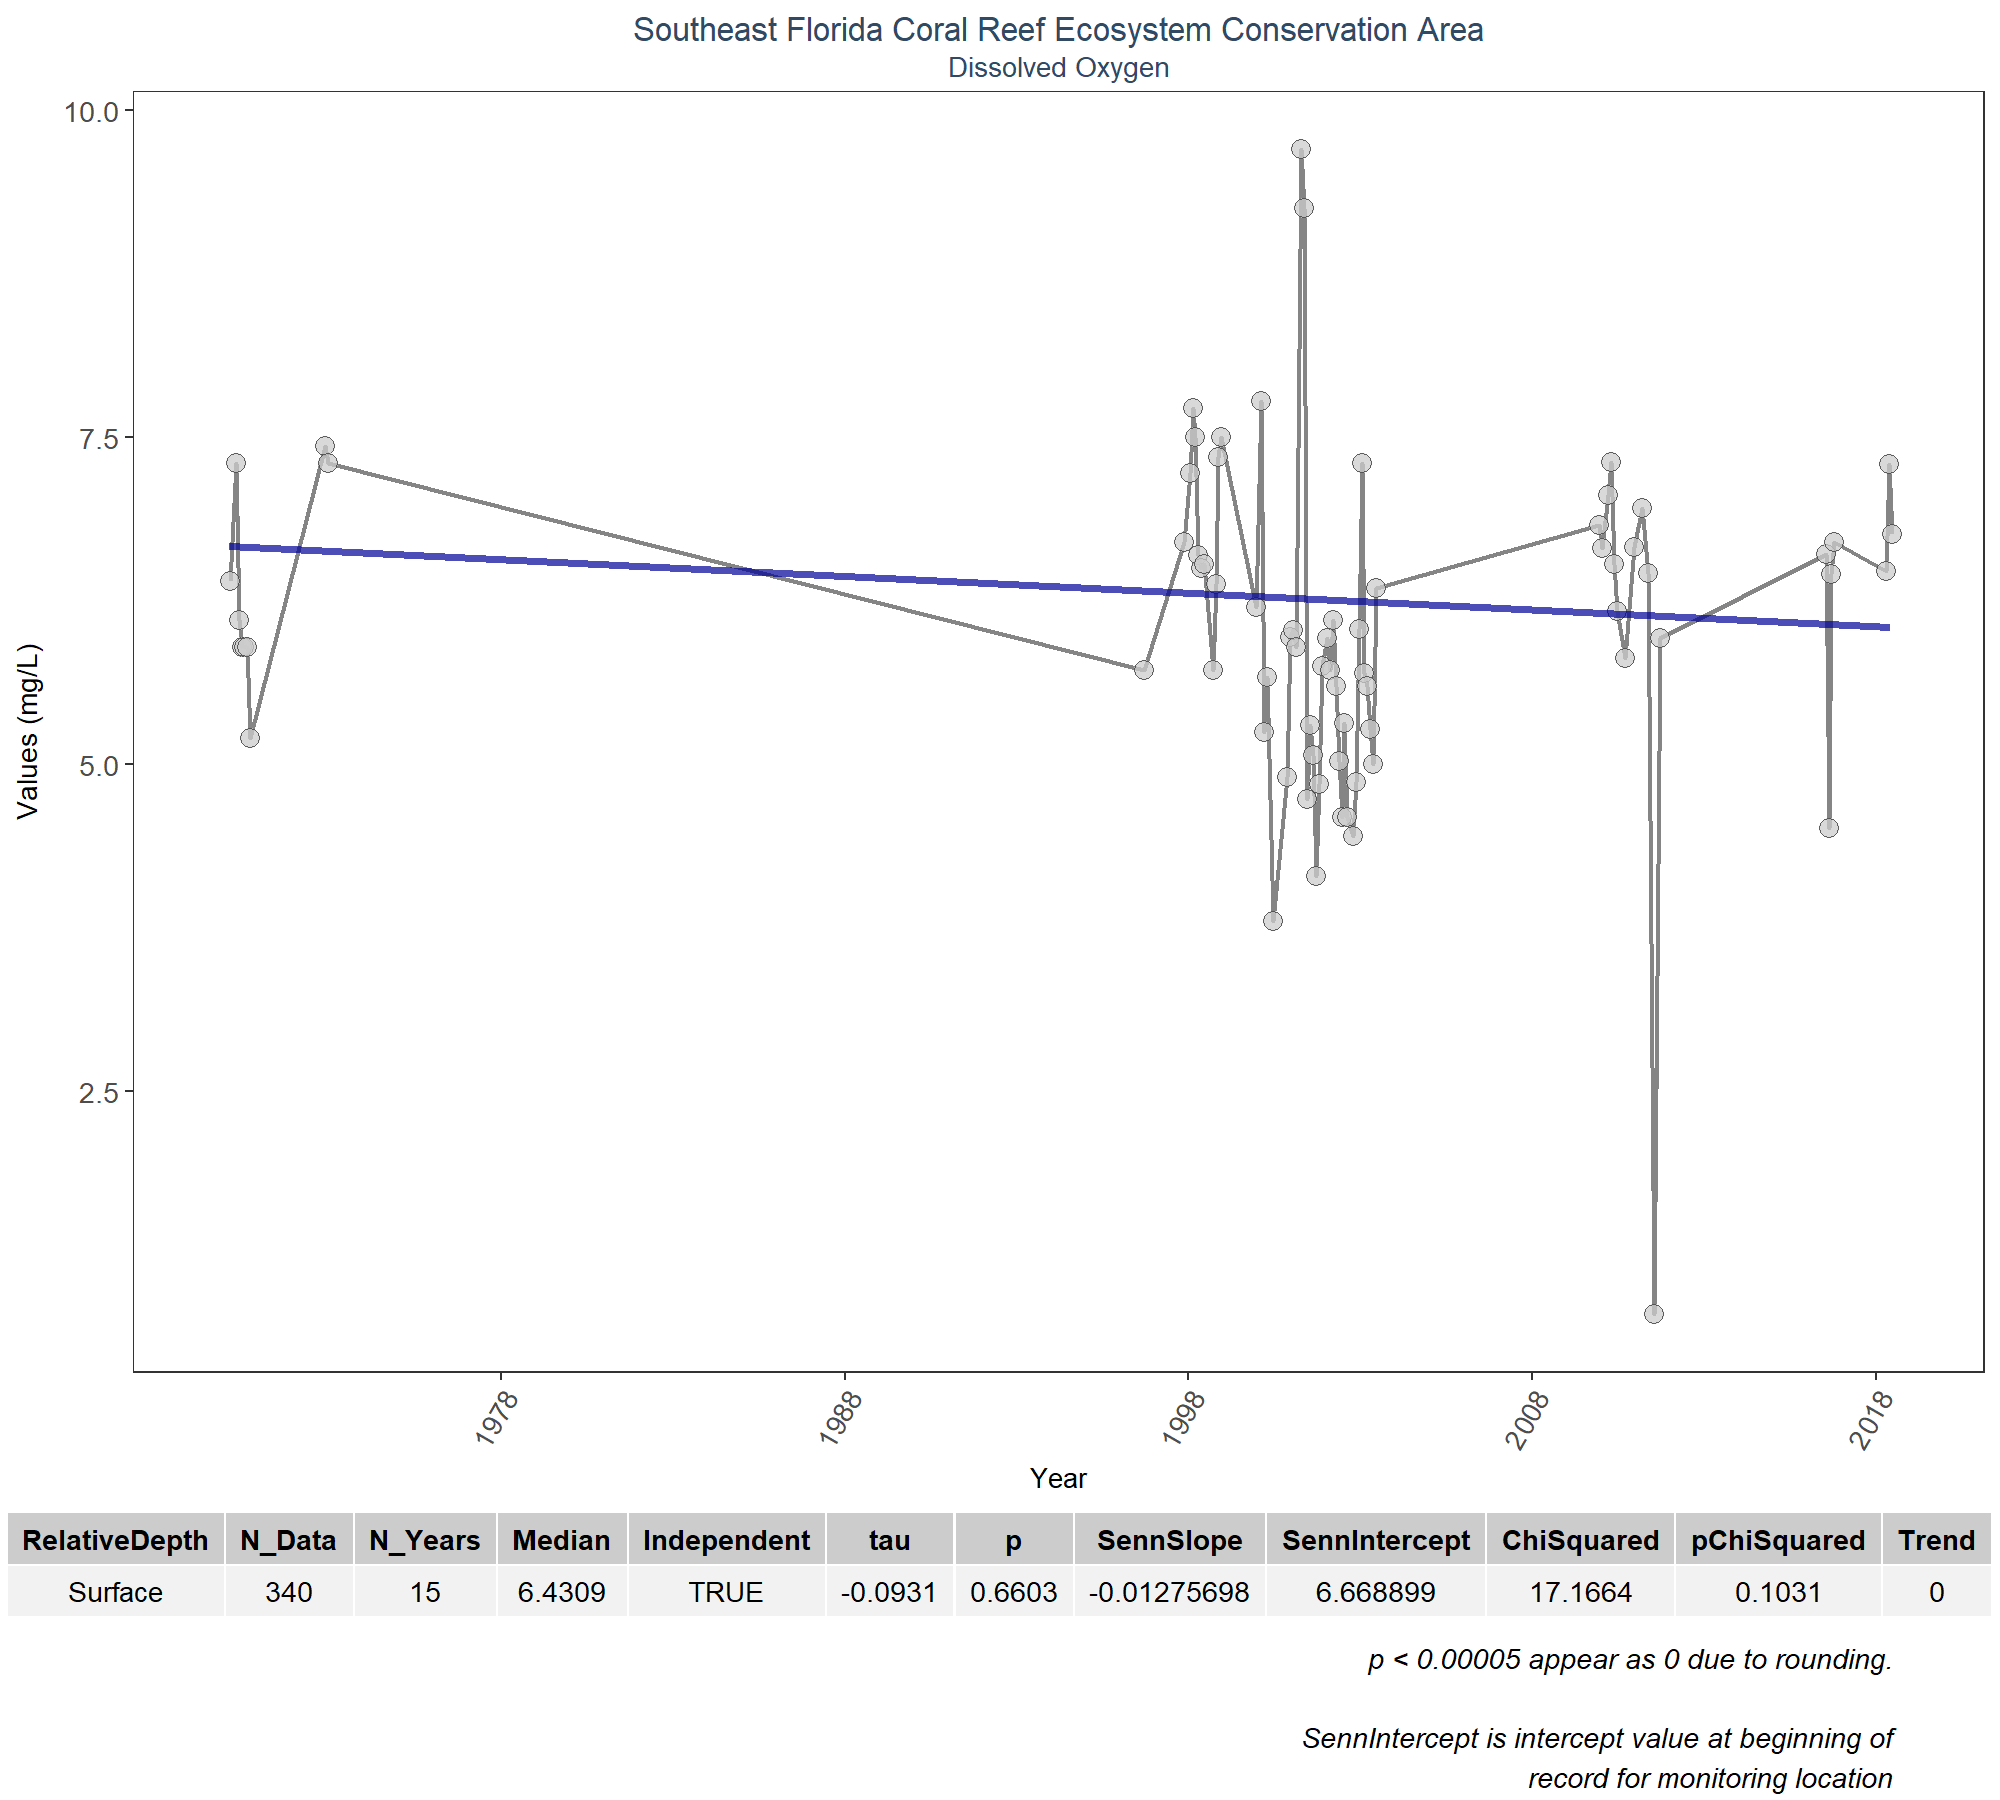 Southeast Florida Coral Reef Ecosystem Conservation Area
Dissolved Oxygen
10.0
7.5
5.0
2.5
Values (mg/L)
1978
1988
1998
2008
2018
Year
RelativeDepth N_Data N_Years Median Independent tau p SennSlope SennIntercept ChiSquared pChiSquared Trend
Surface 340 15 6.4309 TRUE -0.0931 0.6603 -0.01275698 6.668899 17.1664 0.1031 0
p < 0.00005 appear as 0 due to rounding.
SennIntercept is intercept value at beginning of
record for monitoring location